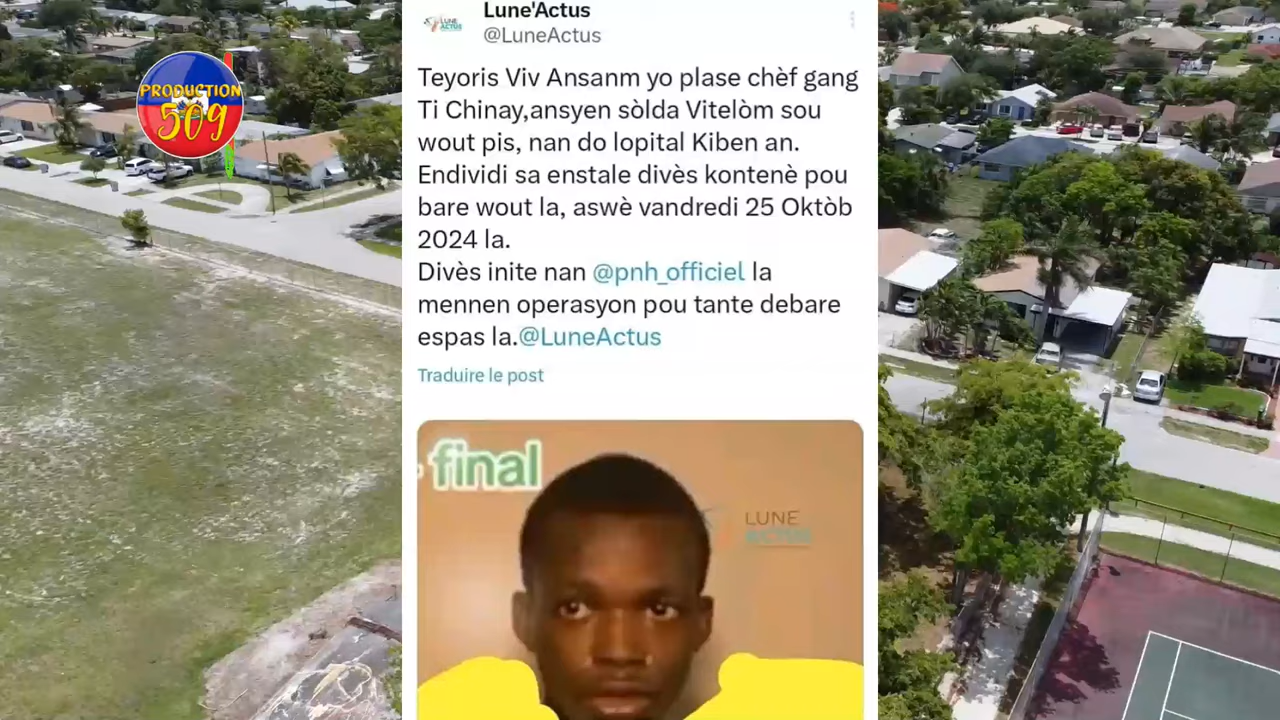 PRODUCTION
509
LUNE
ACTUS
Lune'Actus
@LuneActus
Teyoris Viv Ansanm yo plase chèf gang
Ti Chinay,ansyen sòlda Vitelòm sou
wout pis, nan do lopital Kiben an.
Endividi sa enstale divès kontenè pou
bare wout la, aswè vandredi 25 Oktòb
2024 la.
Divès inite nan @pnh_officiel la
mennen operasyon pou tante debare
espas la.@LuneActus
Traduire le post
final
LUNE
ACTUS